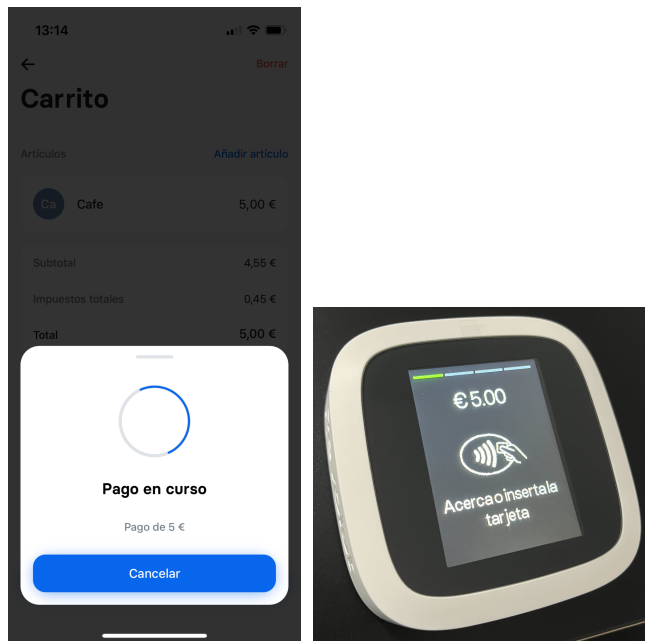 13:14
Borrar
Carrito
Artículos
Añadir artículo
Ca
Cafe
5,00 €
Subtotal
4,55 €
Impuestos totales
0,45 €
Total
5,00 €
Pago en curso
Pago de 5 €
Cancelar
€5.00
Acerca o inserta la
tarjeta